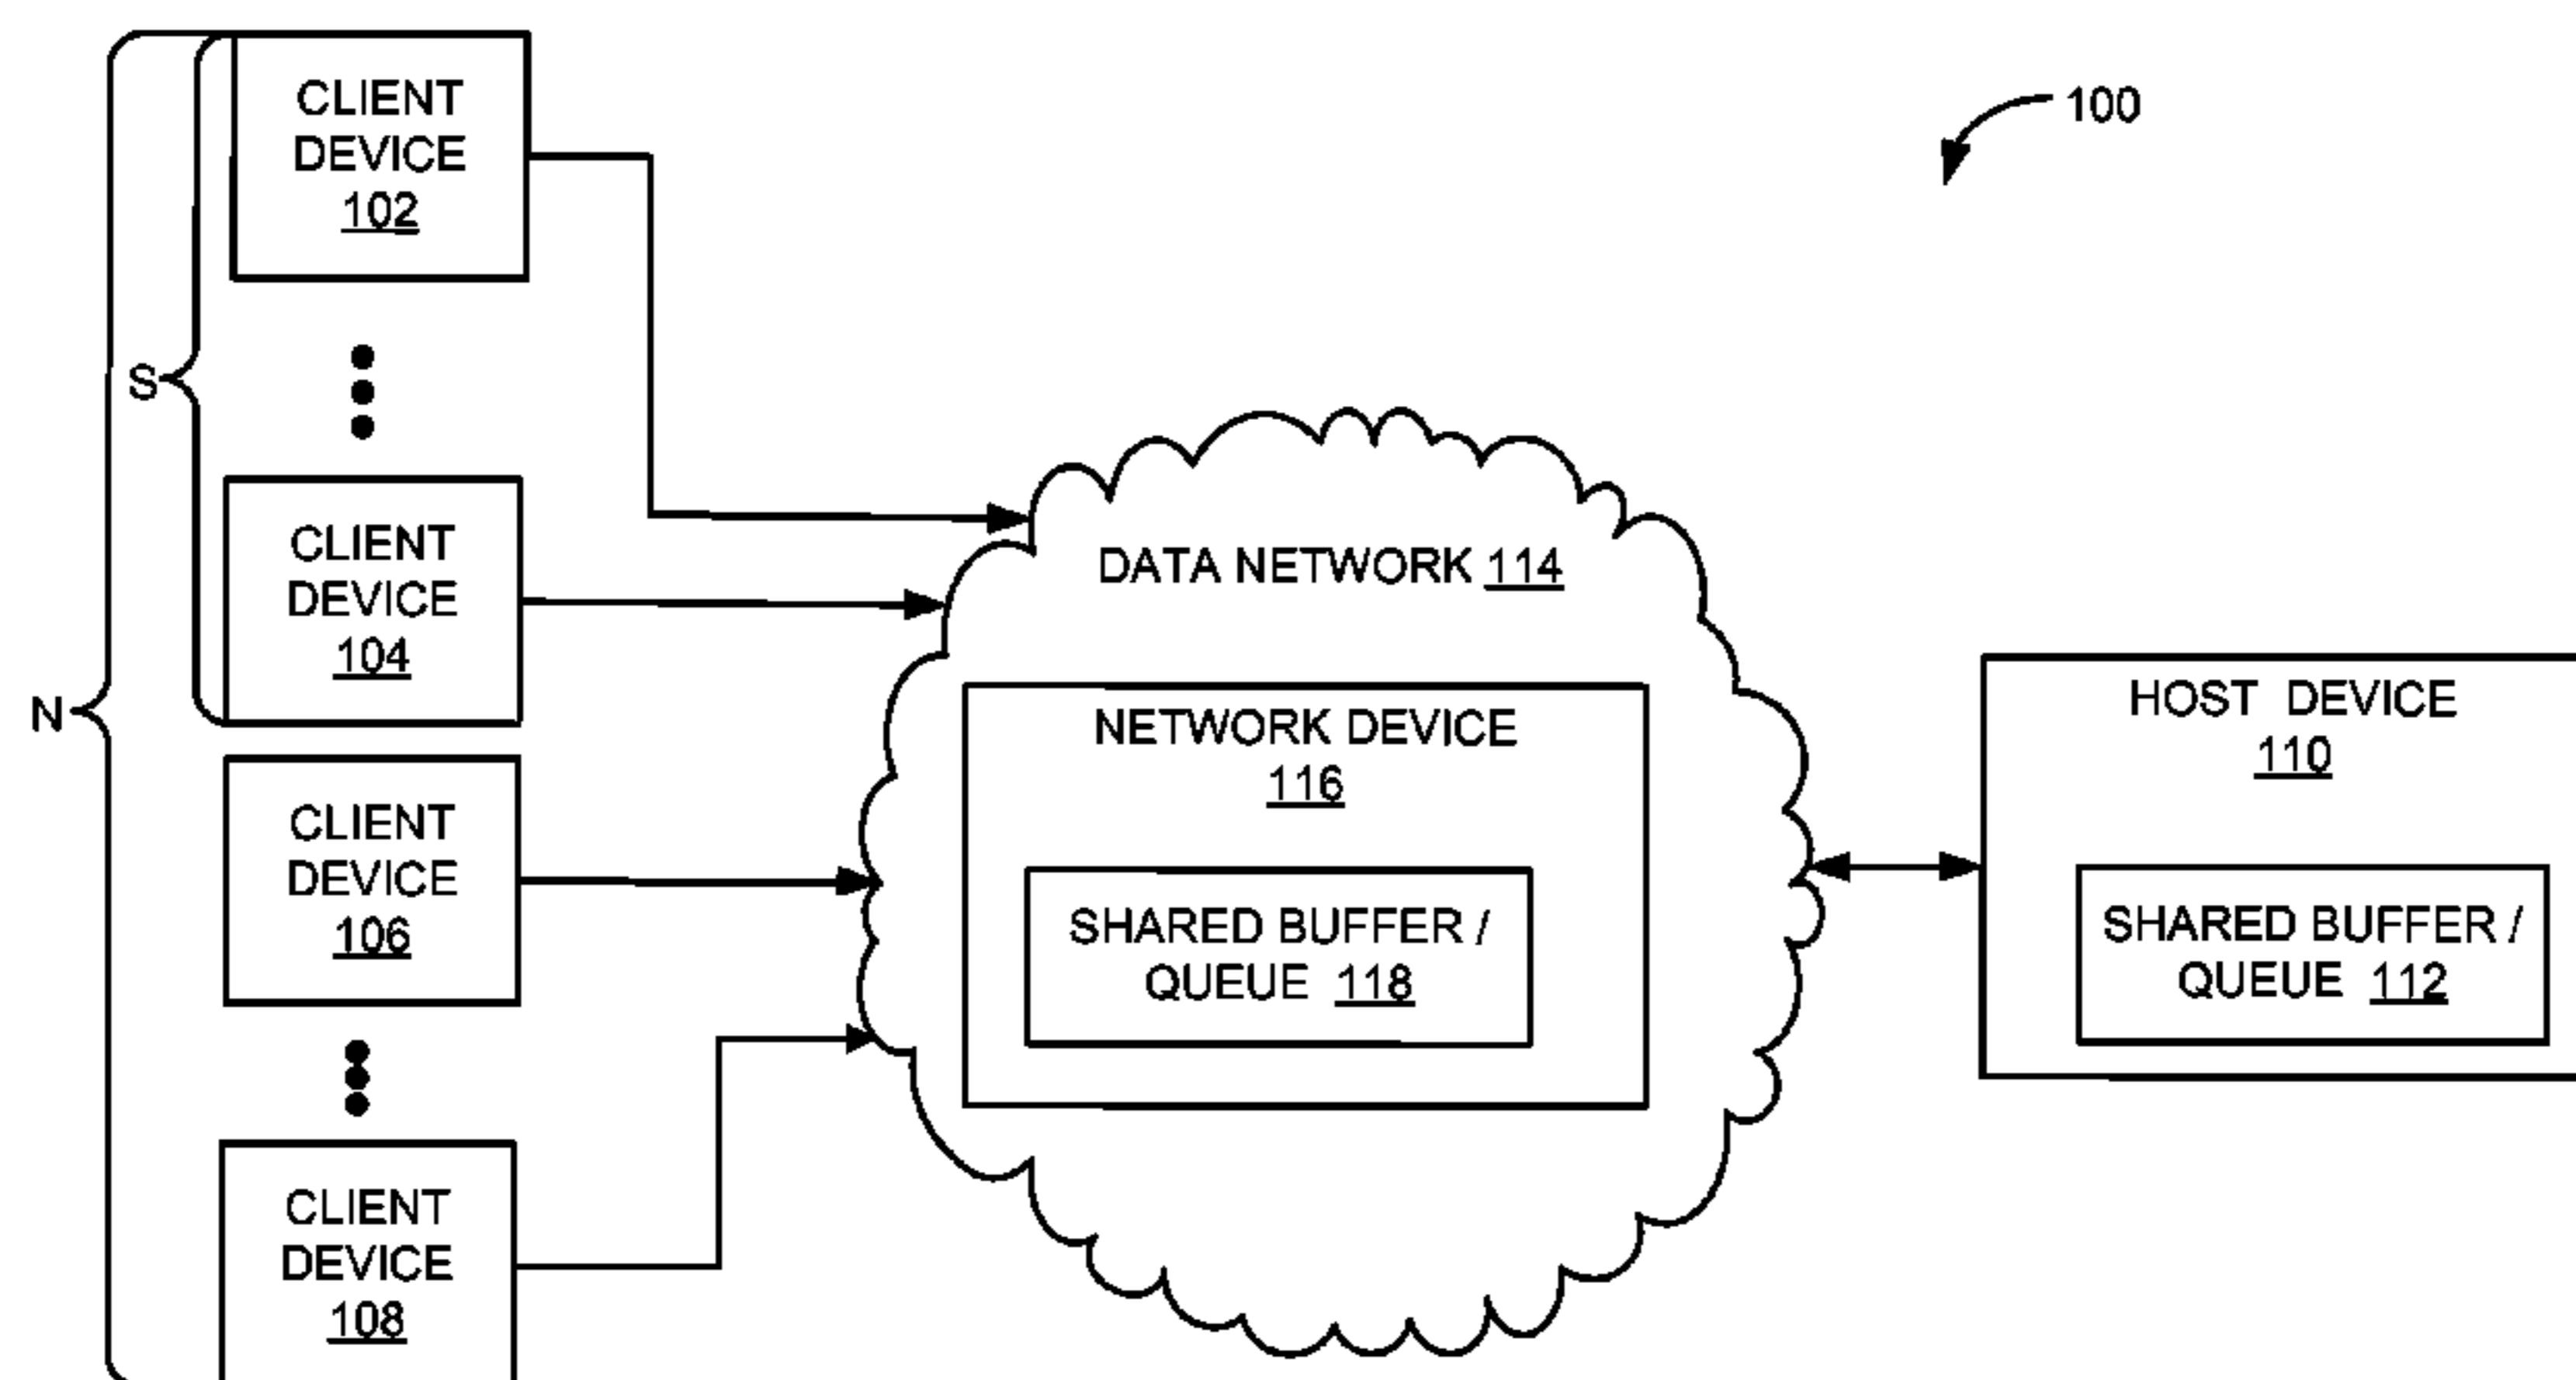 CLIENT
DEVICE
102
100
S
CLIENT
DEVICE
104
N
CLIENT
DEVICE
106
CLIENT
DEVICE
108
DATA NETWORK 114
NETWORK DEVICE
116
SHARED BUFFER /
QUEUE 118
HOST DEVICE
110
SHARED BUFFER /
QUEUE 112